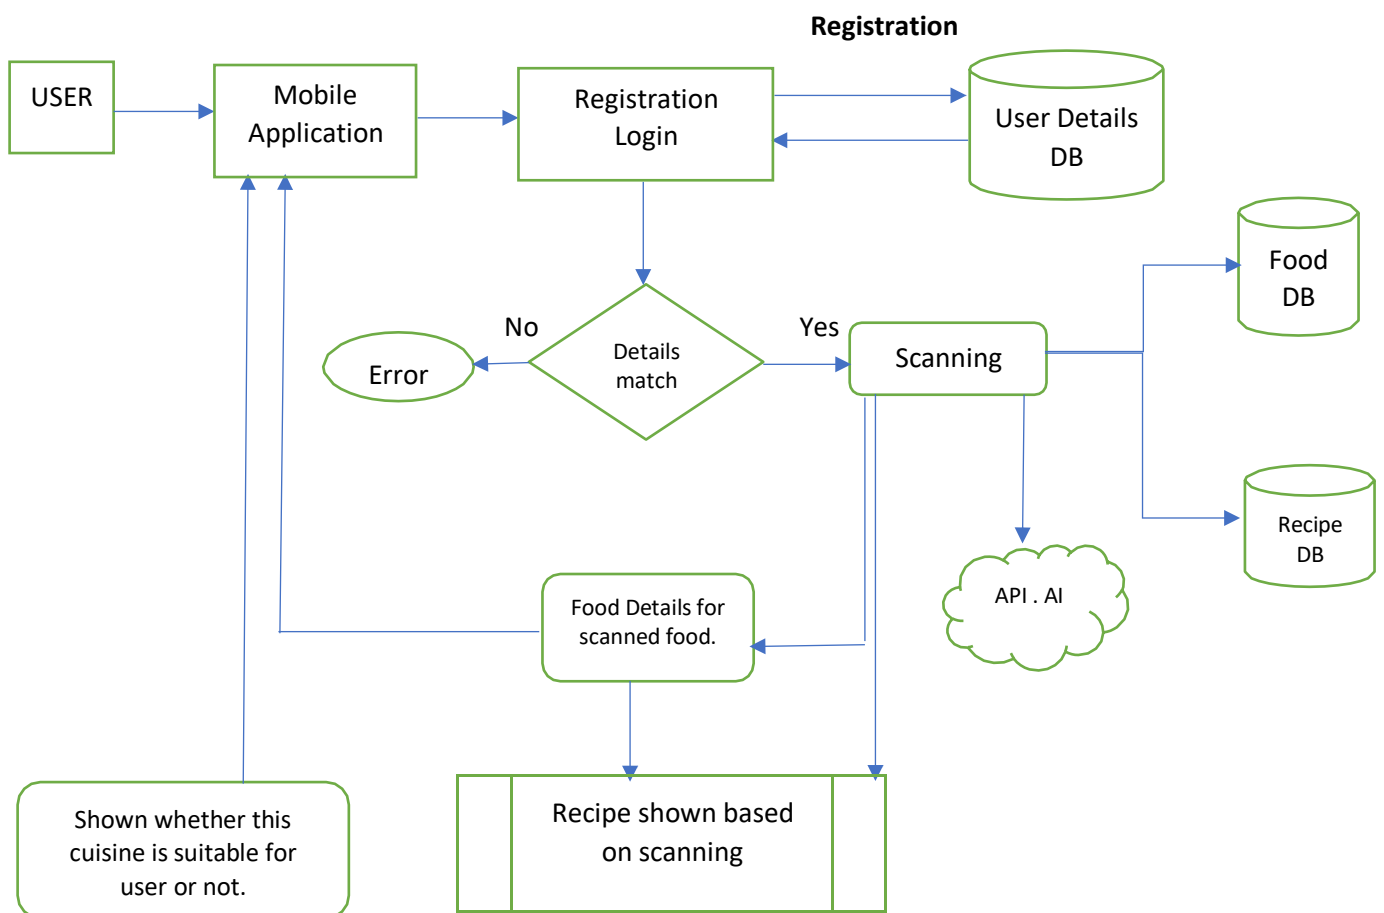 Registration
USER
Mobile
Application
Registration
Login
User Details
DB
Food
DB
No
Yes
Error
Details
match
Scanning
Recipe
DB
API . AI
Food Details for
scanned food.
Shown whether this
cuisine is suitable for
user or not.
Recipe shown based
on scanning